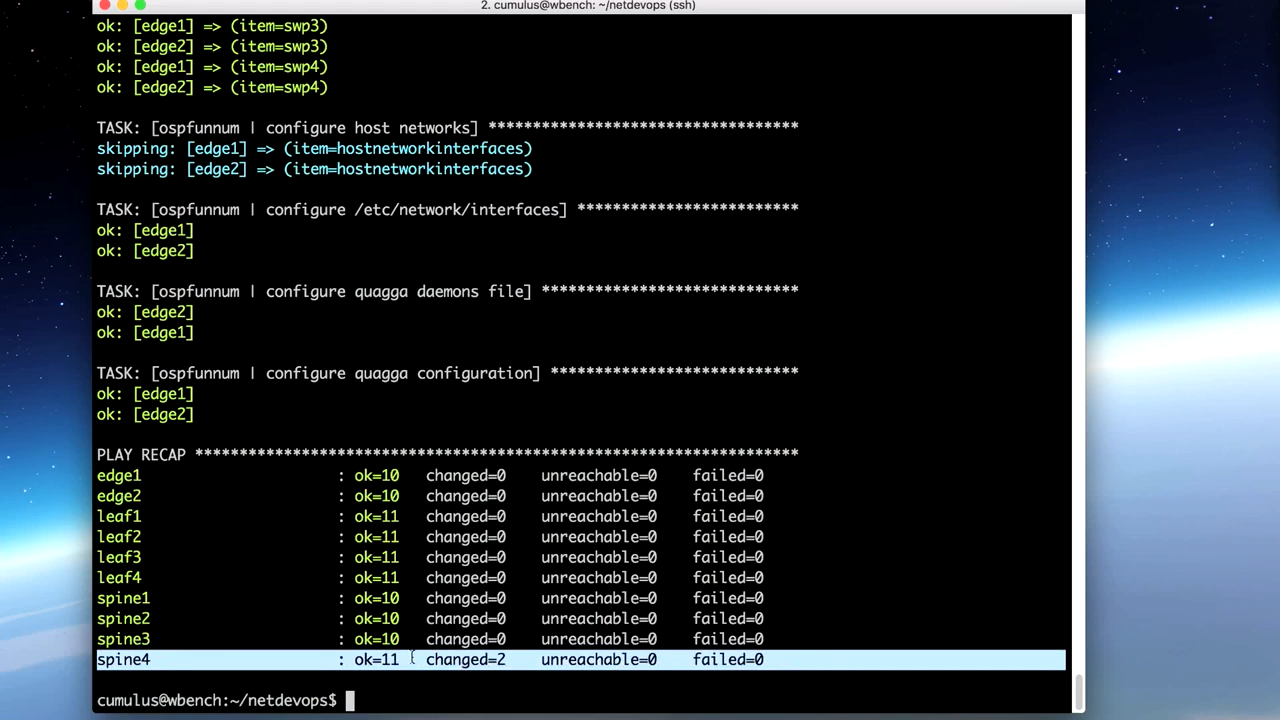 2. cumulus@wbench: ~/netdevops (ssh)
ok: [edge1] => (item=swp3)
ok: [edge2] => (item=swp3)
ok: [edge1] => (item=swp4)
ok: [edge2] => (item=swp4)
TASK: [ospfunnum | configure host networks] ***********************************
skipping: [edge1] => (item=hostnetworkinterfaces)
skipping: [edge2] => (item=hostnetworkinterfaces)
TASK: [ospfunnum | configure /etc/network/interfaces] *************************
ok: [edge1]
ok: [edge2]
TASK: [ospfunnum | configure quagga daemons file] *****************************
ok: [edge2]
ok: [edge1]
TASK: [ospfunnum | configure quagga configuration] ****************************
ok: [edge1]
ok: [edge2]
PLAY RECAP ********************************************************************
edge1 : ok=10 changed=0 unreachable=0 failed=0
edge2 : ok=10 changed=0 unreachable=0 failed=0
leaf1 : ok=11 changed=0 unreachable=0 failed=0
leaf2 : ok=11 changed=0 unreachable=0 failed=0
leaf3 : ok=11 changed=0 unreachable=0 failed=0
leaf4 : ok=11 changed=0 unreachable=0 failed=0
spine1 : ok=10 changed=0 unreachable=0 failed=0
spine2 : ok=10 changed=0 unreachable=0 failed=0
spine3 : ok=10 changed=0 unreachable=0 failed=0
spine4 : ok=11 changed=2 unreachable=0 failed=0
cumulus@wbench:~/netdevops$